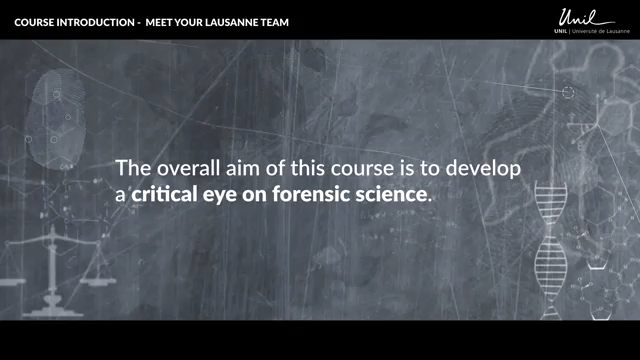 COURSE INTRODUCTION - MEET YOUR LAUSANNE TEAM
Unil
UNIL | Université de Lausanne
The overall aim of this course is to develop
a critical eye on forensic science.